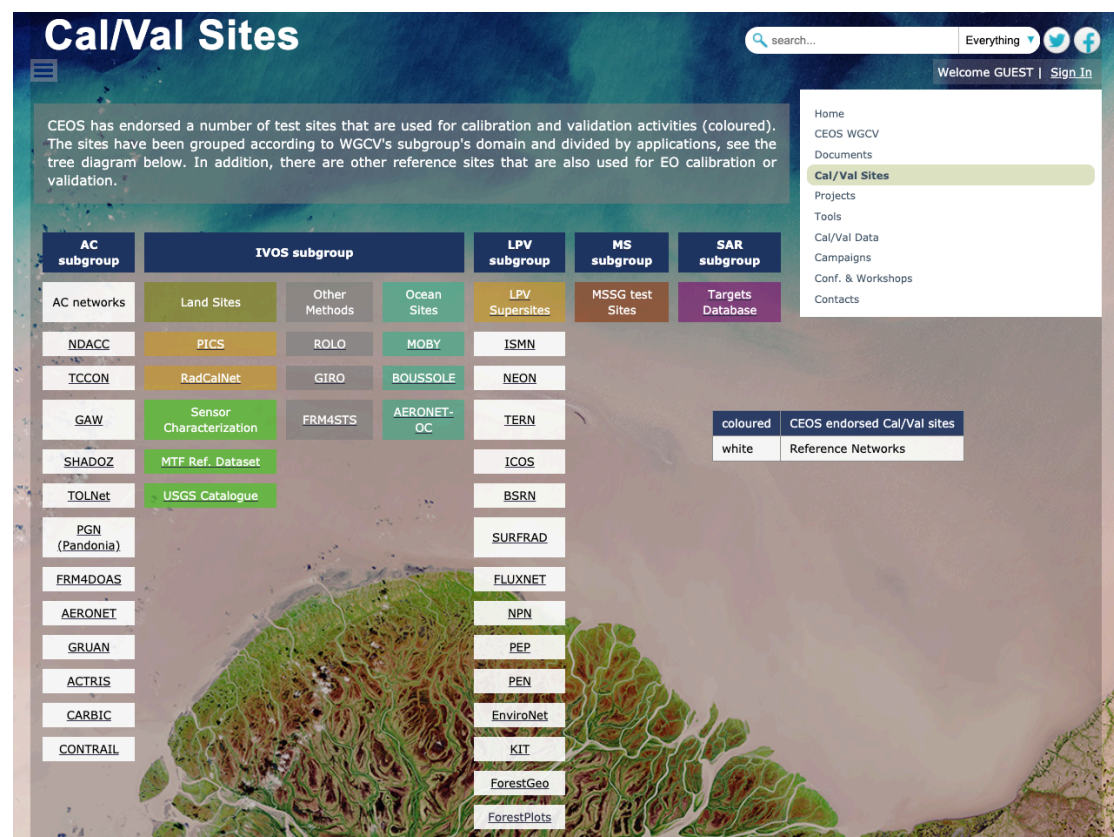 Cal/Val Sites
search...
Everything
Welcome GUEST | Sign In
CEOS has endorsed a number of test sites that are used for calibration and validation activities (coloured).
The sites have been grouped according to WGCV's subgroup's domain and divided by applications, see the
tree diagram below. In addition, there are other reference sites that are also used for EO calibration or
validation.
Home
CEOS WGCV
Documents
Cal/Val Sites
Projects
Tools
Cal/Val Data
Campaigns
Conf. & Workshops
Contacts
AC
subgroup
IVOS subgroup
LPV
subgroup
MS
subgroup
SAR
subgroup
AC networks
Land Sites
Other
Methods
Ocean
Sites
LPV
Supersites
MSSG test
Sites
Targets
Database
NDACC
PICS
ROLO
MOBY
ISMN
TCCON
RadCalNet
GIRO
BOUSSOLE
NEON
GAW
Sensor
Characterization
FRM4STS
AERONET-
OC
TERN
coloured
CEOS endorsed Cal/Val sites
white
Reference Networks
SHADOZ
MTF Ref. Dataset
ICOS
TOLNet
USGS Catalogue
BSRN
PGN
(Pandonia)
SURFRAD
FRM4DOAS
FLUXNET
AERONET
NPN
GRUAN
PEP
ACTRIS
PEN
CARBIC
EnviroNet
CONTRAIL
KIT
ForestGeo
ForestPlots